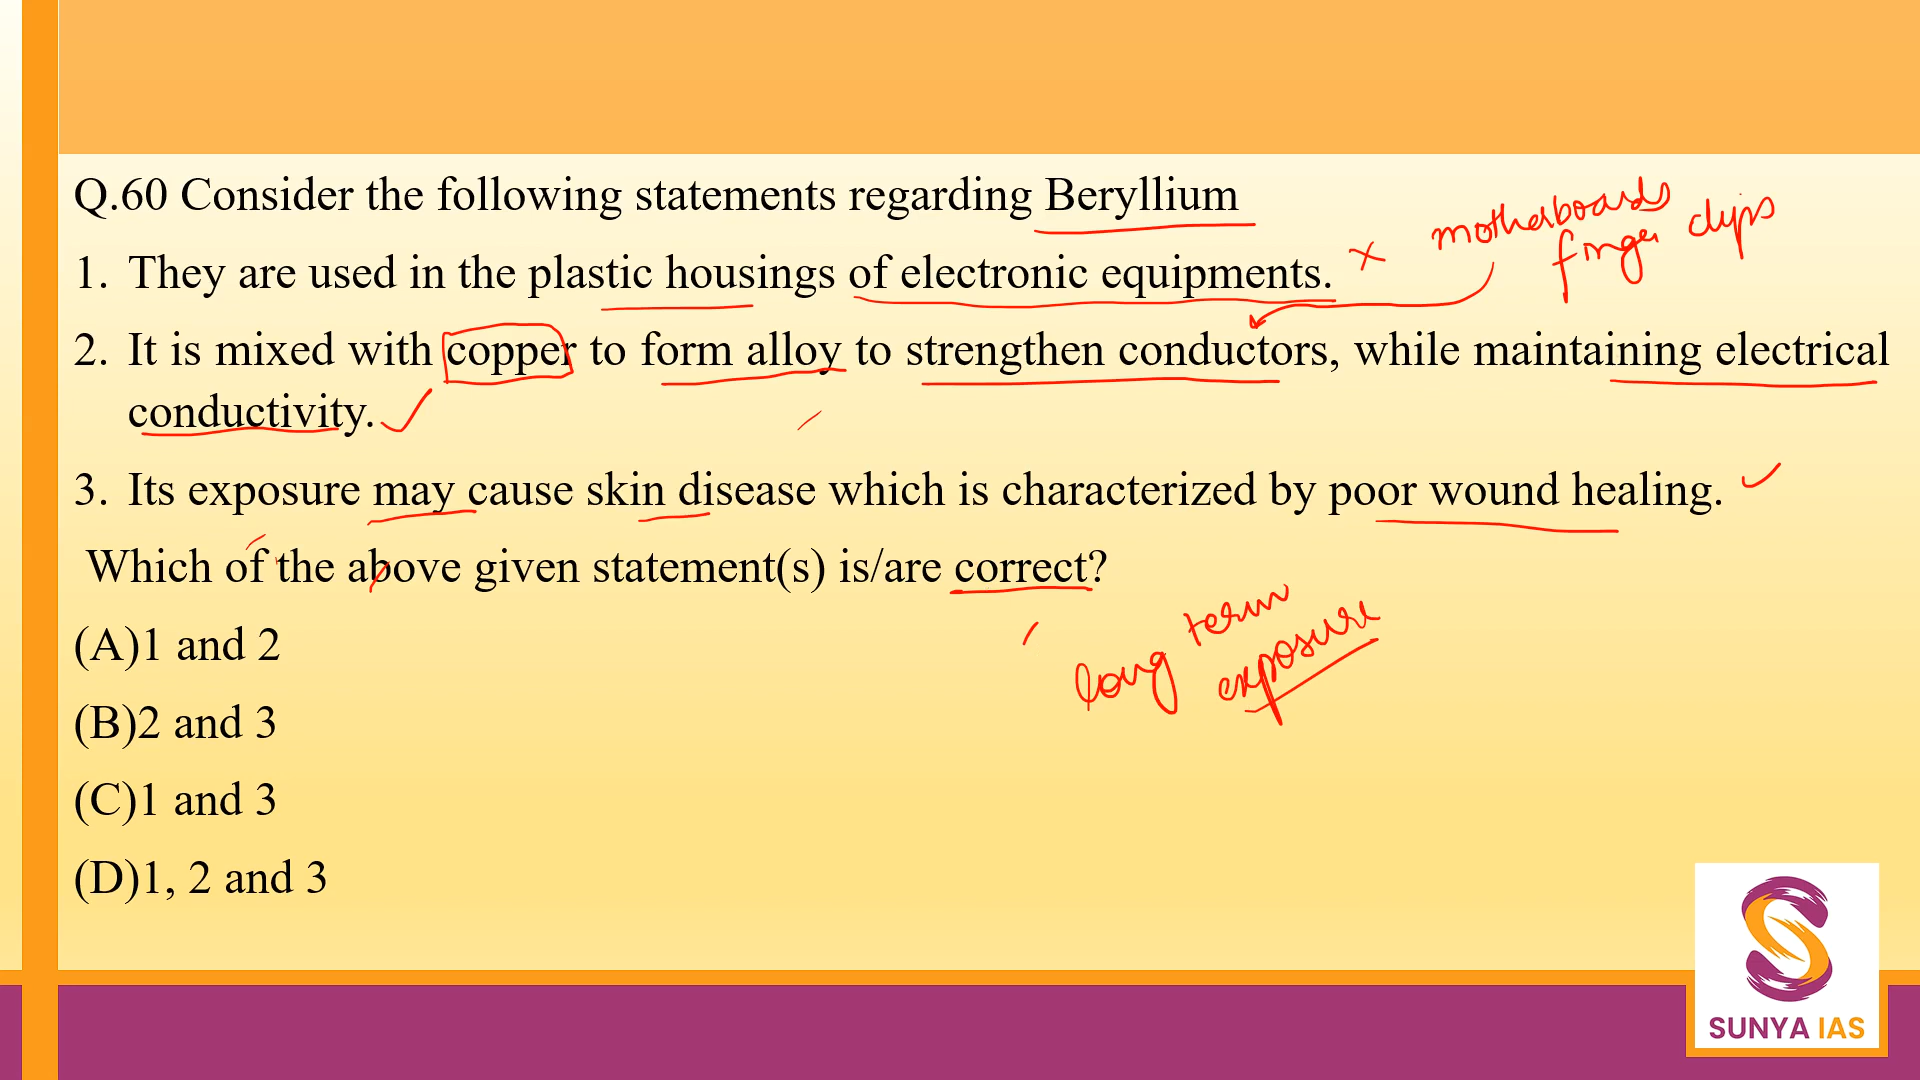 Q.60 Consider the following statements regarding Beryllium
motherboards
finger clips
1. They are used in the plastic housings of electronic equipments. ×
2. It is mixed with copper to form alloy to strengthen conductors, while maintaining electrical
conductivity. ✓
3. Its exposure may cause skin disease which is characterized by poor wound healing. ✓
Which of the above given statement(s) is/are correct?
long term
exposure
(A)1 and 2
(B)2 and 3
(C)1 and 3
(D)1, 2 and 3
SUNYA IAS